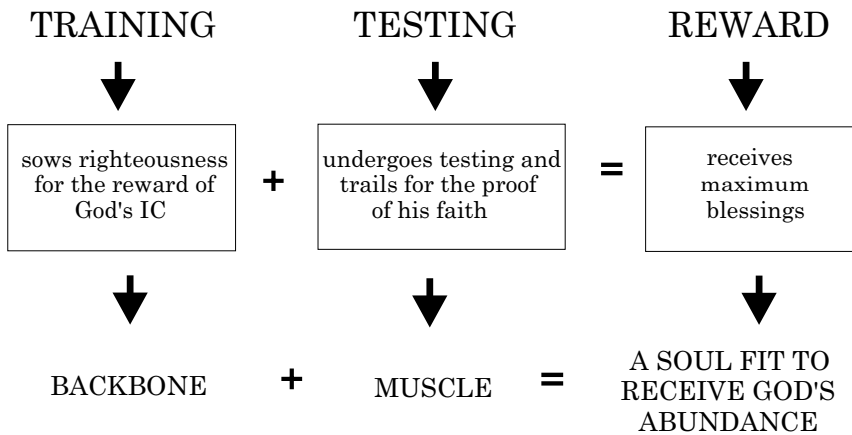 TRAINING
TESTING
REWARD
sows righteousness
for the reward of
God's IC
+
undergoes testing and
trails for the proof
of his faith
=
receives
maximum
blessings
BACKBONE
+
MUSCLE
=
A SOUL FIT TO
RECEIVE GOD'S
ABUNDANCE